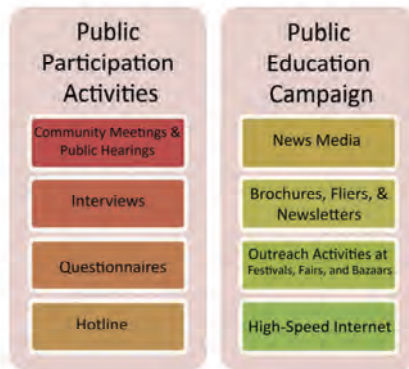 Public
Participation
Activities
Community Meetings &
Public Hearings
Interviews
Questionnaires
Hotline
Public
Education
Campaign
News Media
Brochures, Fliers, &
Newsletters
Outreach Activities at
Festivals, Fairs, and Bazaars
High-Speed Internet